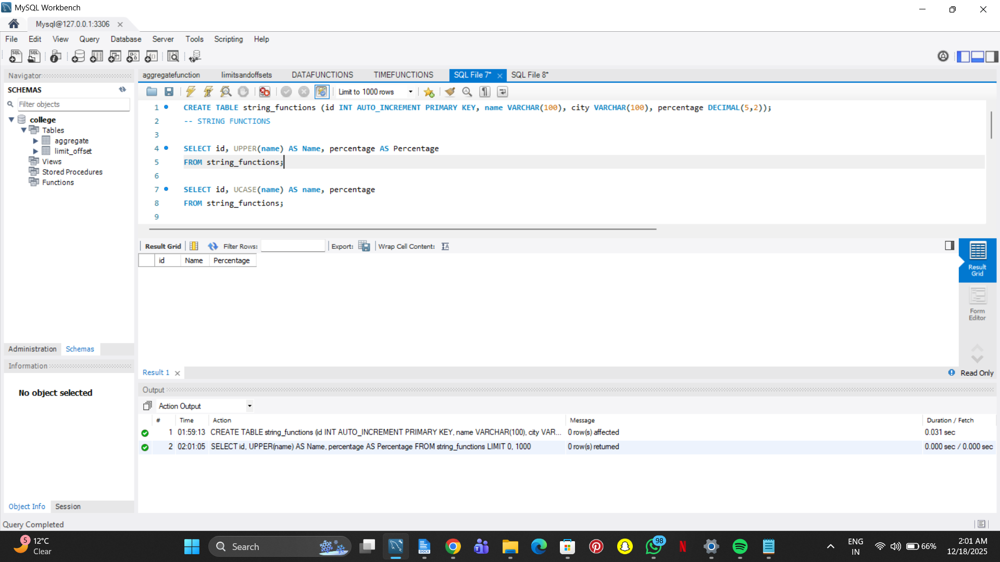 MySQL Workbench
Mysql@127.0.0.1:3306
File Edit View Query Database Server Tools Scripting Help
Navigator
SCHEMAS
Filter objects
college
Tables
aggregate
limit_offset
Views
Stored Procedures
Functions
Administration Schemas
Information
No object selected
Object Info Session
Query Completed
aggregatefunction limitsandoffsets DATAFUNCTIONS TIMEFUNCTIONS SQL File 7* SQL File 8*
Limit to 1000 rows
1 CREATE TABLE string_functions (id INT AUTO_INCREMENT PRIMARY KEY, name VARCHAR(100), city VARCHAR(100), percentage DECIMAL(5,2));
2 -- STRING FUNCTIONS
3
4 SELECT id, UPPER(name) AS Name, percentage AS Percentage
5 FROM string_functions;
6
7 SELECT id, UCASE(name) AS name, percentage
8 FROM string_functions;
9
Result Grid Filter Rows: Export: Wrap Cell Content:
id Name Percentage
Result Grid
Form Editor
Result 1
Read Only
Output
Action Output
# Time Action Message Duration / Fetch
1 01:59:13 CREATE TABLE string_functions (id INT AUTO_INCREMENT PRIMARY KEY, name VARCHAR(100), city VAR... 0 row(s) affected 0.031 sec
2 02:01:05 SELECT id, UPPER(name) AS Name, percentage AS Percentage FROM string_functions LIMIT 0, 1000 0 row(s) returned 0.000 sec / 0.000 sec
5 12°C
Clear
Search
DOCX
98
ENG
IN
66%
2:01 AM
12/18/2025